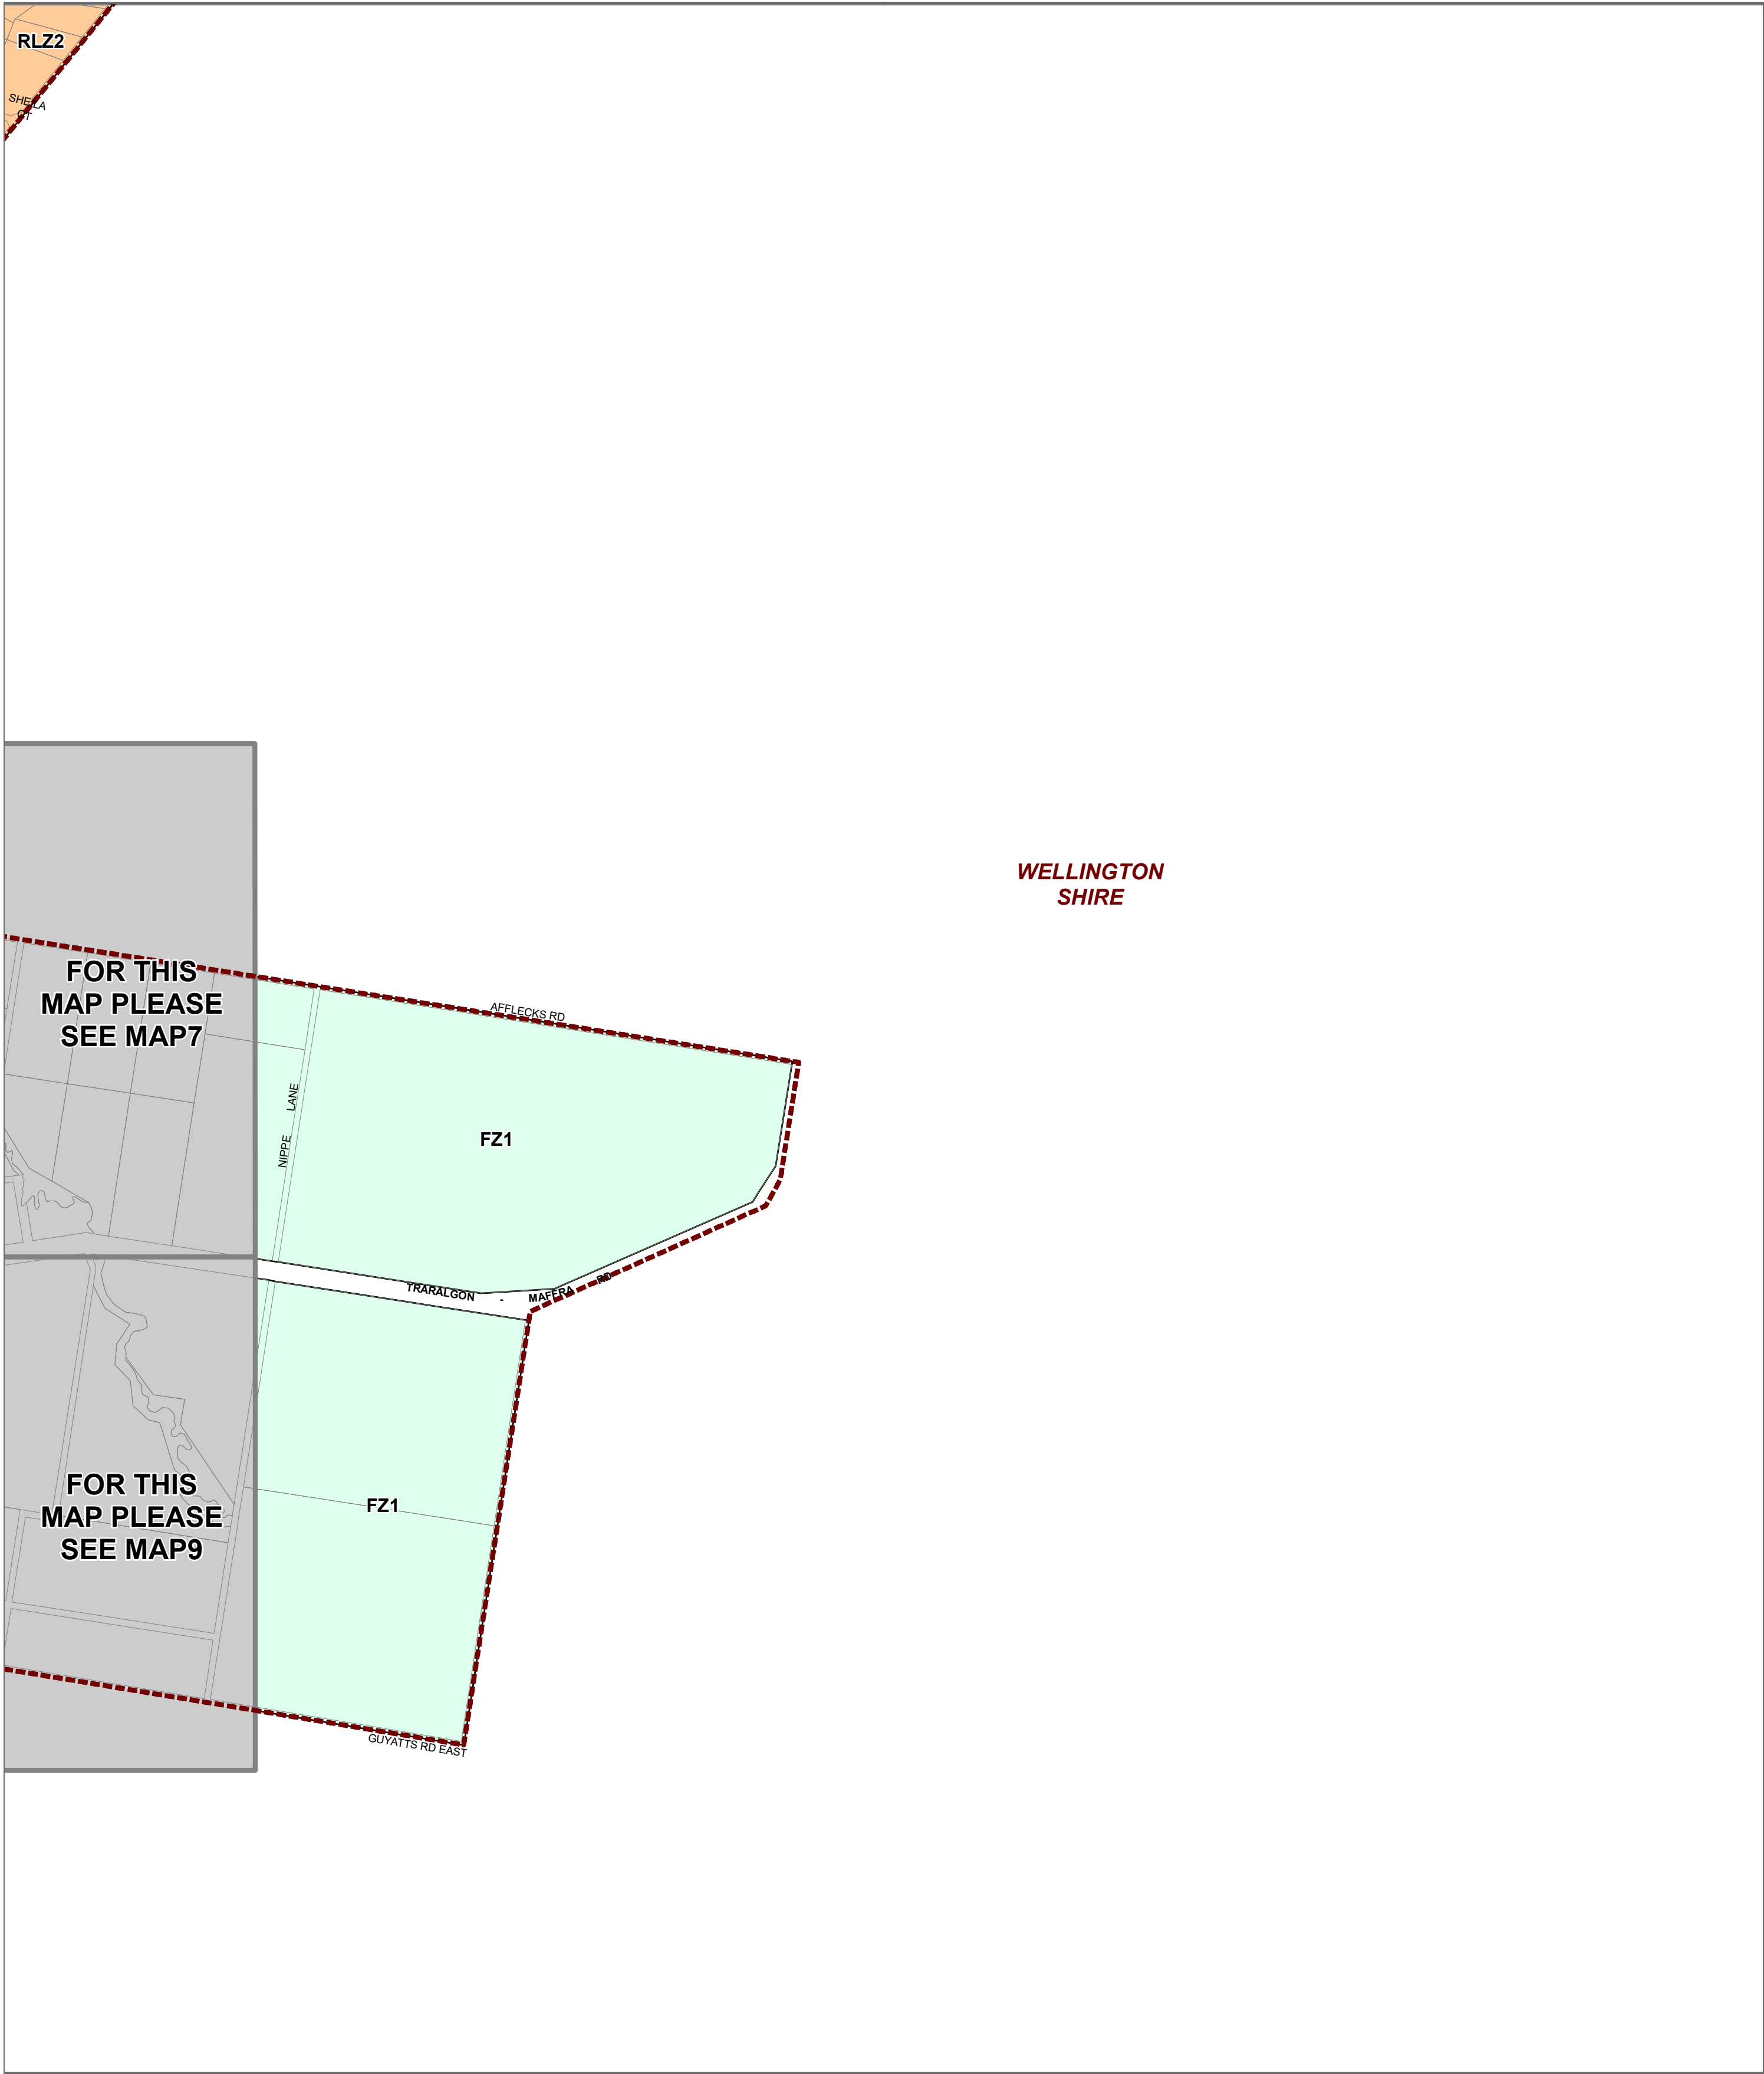 RLZ2
SHEILA
CT
WELLINGTON
SHIRE
FOR THIS
MAP PLEASE
SEE MAP7
AFFLECKS RD
NIPPE LANE
FZ1
TRARALGON - MAFFRA RD
FOR THIS
MAP PLEASE
SEE MAP9
FZ1
GUYATTS RD EAST